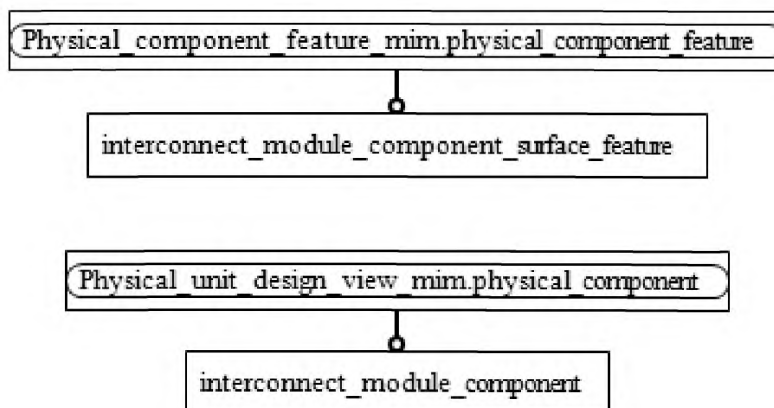 Physical_component_feature_mim.physical_component_feature
interconnect_module_component_surface_feature
Physical_unit_design_view_mim.physical_component
interconnect_module_component